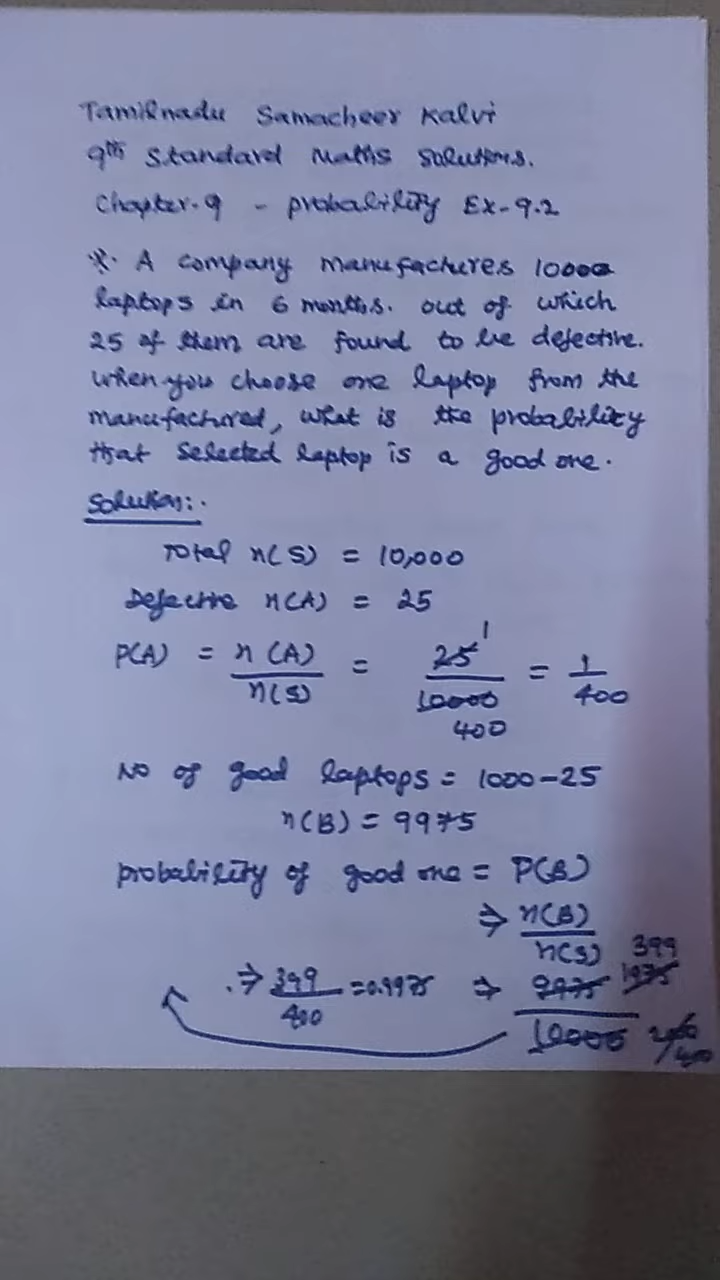 Tamilnadu Samacheer Kalvi
9th Standard Maths Solutions.
Chapter-9 - probability Ex-9.2
*. A company manufactures 10000
laptops in 6 months. out of which
25 of them are found to be defective.
when you choose one laptop from the
manufactured, what is the probability
that selected laptop is a good one.
Solution:.
Total n(S) = 10,000
Defective n(A) = 25
P(A) = n(A)/n(S) = 25 1/10000 400 = 1/400
No of good laptops = 1000-25
n(B) = 9975
probability of good one = P(B)
⇒ n(B)/n(S)
.⇒ 399/400 = 0.9975 ⇒ 9975 1975 399/10000 2000/400